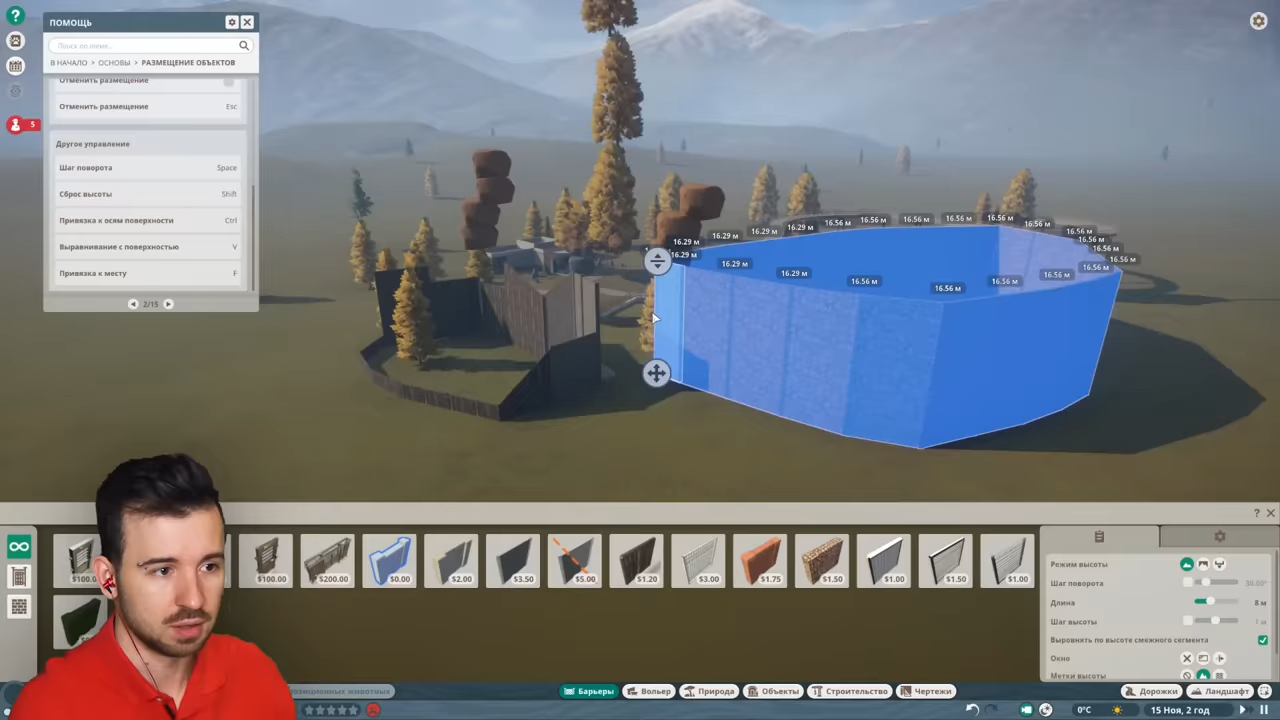 ПОМОЩЬ
Поиск по теме...
В НАЧАЛО > ОСНОВЫ > РАЗМЕЩЕНИЕ ОБЪЕКТОВ
Отменить размещение
Отменить размещение Esc
Другое управление
Шаг поворота Space
Сброс высоты Shift
Привязка к осям поверхности Ctrl
Выравнивание с поверхностью V
Привязка к месту F
2/15
5
16.56 м 16.56 м 16.56 м 16.56 м 16.56 м 16.56 м
16.29 м 16.29 м 16.29 м 16.29 м 16.56 м 16.56 м
16.56 м
16.29 м 16.56 м
16.29 м 16.29 м 16.56 м 16.56 м 16.56 м 16.56 м
16.56 м
$100.0 $100.00 $200.00 $0.00 $2.00 $3.50 $5.00 $1.20 $3.00 $1.75 $1.50 $1.00 $1.50 $1.00
Режим высоты
Шаг поворота 30.00°
Длина 8 м
Шаг высоты 1 м
Выровнять по высоте смежного сегмента
Окно
Метки высоты
Барьеры Вольер Природа Объекты Строительство Чертежи Дорожки Ландшафт
0°C 15 Ноя, 2 год